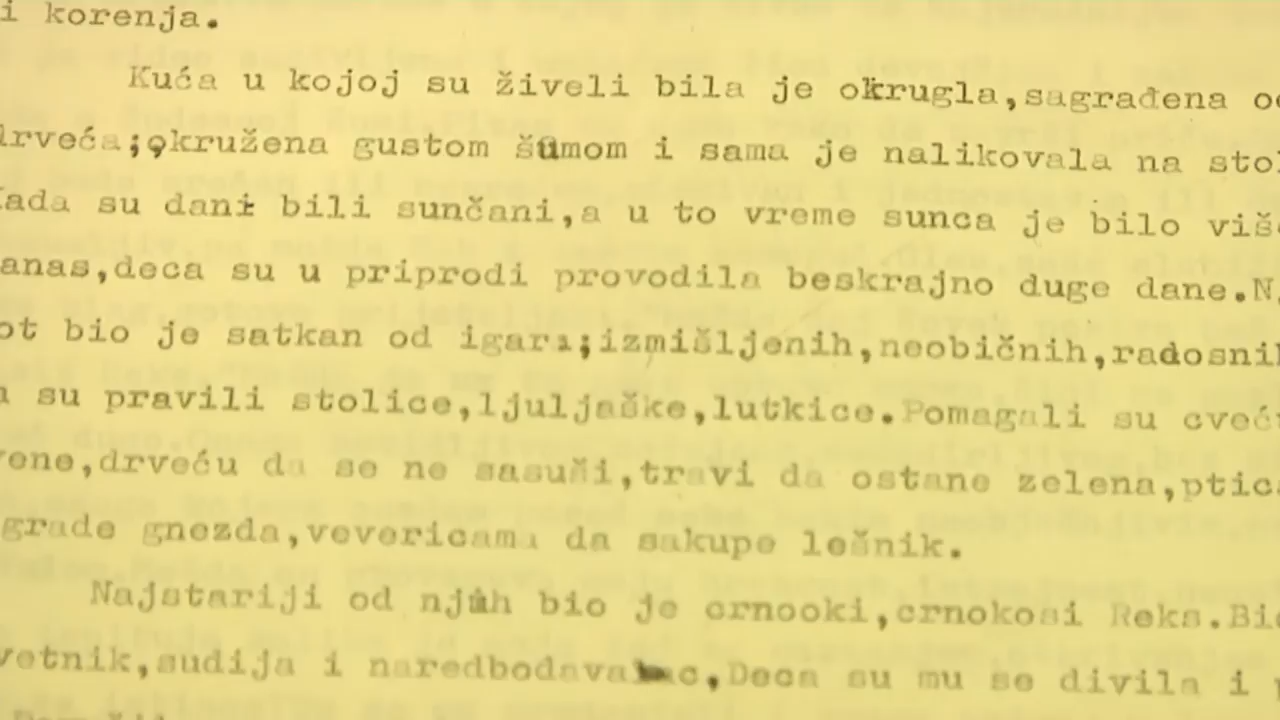 i korenja.
Kuća u kojoj su živeli bila je okrugla,sagrađena od
drveća;okružena gustom šumom i sama je nalikovala na sto
Kada su dani bili sunčani,a u to vreme sunca je bilo viš
anas,deca su u priprodi provodila beskrajno duge dane.N
ot bio je satkan od igara;izmišljenih,neobičnih,radosnih
su pravili stolice,ljuljaške,lutkice.Pomagali su cveć
vene,drveću da se ne sasuši,travi da ostane zelena,ptica
grade gnezda,vevericama da sakupe lešnik.
Najstariji od njih bio je crnooki,crnokosi Reks.Bio
vetnik,sudija i naredbodavalac,Deca su mu se divila i